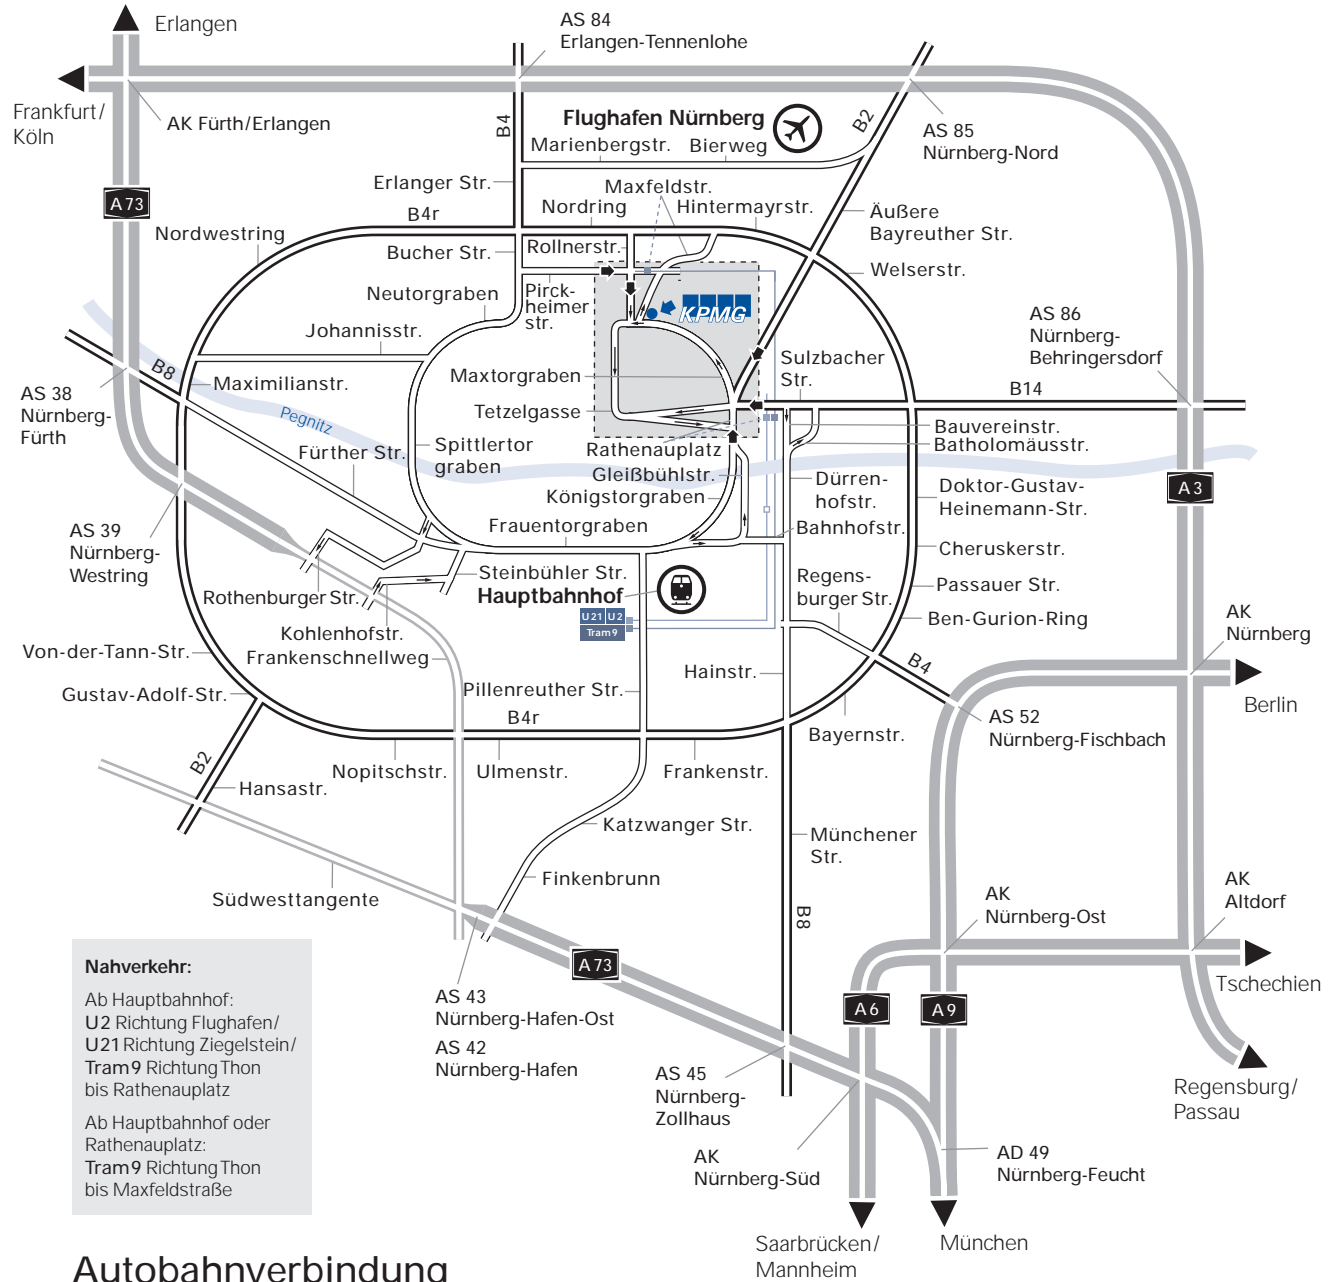 Erlangen
AS 84
Erlangen-Tennenlohe
Frankfurt/
Köln
AK Fürth/Erlangen
B4
Flughafen Nürnberg
B2
Marienbergstr.
Bierweg
AS 85
Nürnberg-Nord
A 73
Erlanger Str.
Maxfeldstr.
B4r
Nordring
Hintermayrstr.
Äußere
Bayreuther Str.
Nordwestring
Bucher Str.
Rollnerstr.
Welserstr.
Neutorgraben
Pirck-
heimer
str.
KPMG
Johannisstr.
AS 86
Nürnberg-
Behringersdorf
B8
Maximilianstr.
Maxtorgraben
Sulzbacher
Str.
B14
AS 38
Nürnberg-
Fürth
Pegnitz
Tetzelgasse
Bauvereinstr.
Batholomäusstr.
Fürther Str.
Spittlertor
graben
Rathenauplatz
Gleißbühlstr.
Königstorgraben
Dürren-
hofstr.
Doktor-Gustav-
Heinemann-Str.
A 3
AS 39
Nürnberg-
Westring
Frauentorgraben
Bahnhofstr.
Cheruskerstr.
Rothenburger Str.
Steinbühler Str.
Hauptbahnhof
Regens-
burger Str.
Passauer Str.
U21 U2
Tram 9
Ben-Gurion-Ring
AK
Nürnberg
Kohlenhofstr.
Frankenschnellweg
Von-der-Tann-Str.
Gustav-Adolf-Str.
Pillenreuther Str.
Hainstr.
B4
Berlin
B4r
Bayernstr.
AS 52
Nürnberg-Fischbach
B2
Hansastr.
Nopitschstr.
Ulmenstr.
Frankenstr.
Katzwanger Str.
Münchener
Str.
Finkenbrunn
Südwesttangente
B8
AK
Nürnberg-Ost
AK
Altdorf
A 73
Tschechien
A 6
A 9
AS 43
Nürnberg-Hafen-Ost
AS 42
Nürnberg-Hafen
AS 45
Nürnberg-
Zollhaus
Regensburg/
Passau
AK
Nürnberg-Süd
AD 49
Nürnberg-Feucht
Saarbrücken/
Mannheim
München
Nahverkehr:
Ab Hauptbahnhof:
U2 Richtung Flughafen/
U21 Richtung Ziegelstein/
Tram 9 Richtung Thon
bis Rathenauplatz
Ab Hauptbahnhof oder
Rathenauplatz:
Tram 9 Richtung Thon
bis Maxfeldstraße
Autobahnverbindung